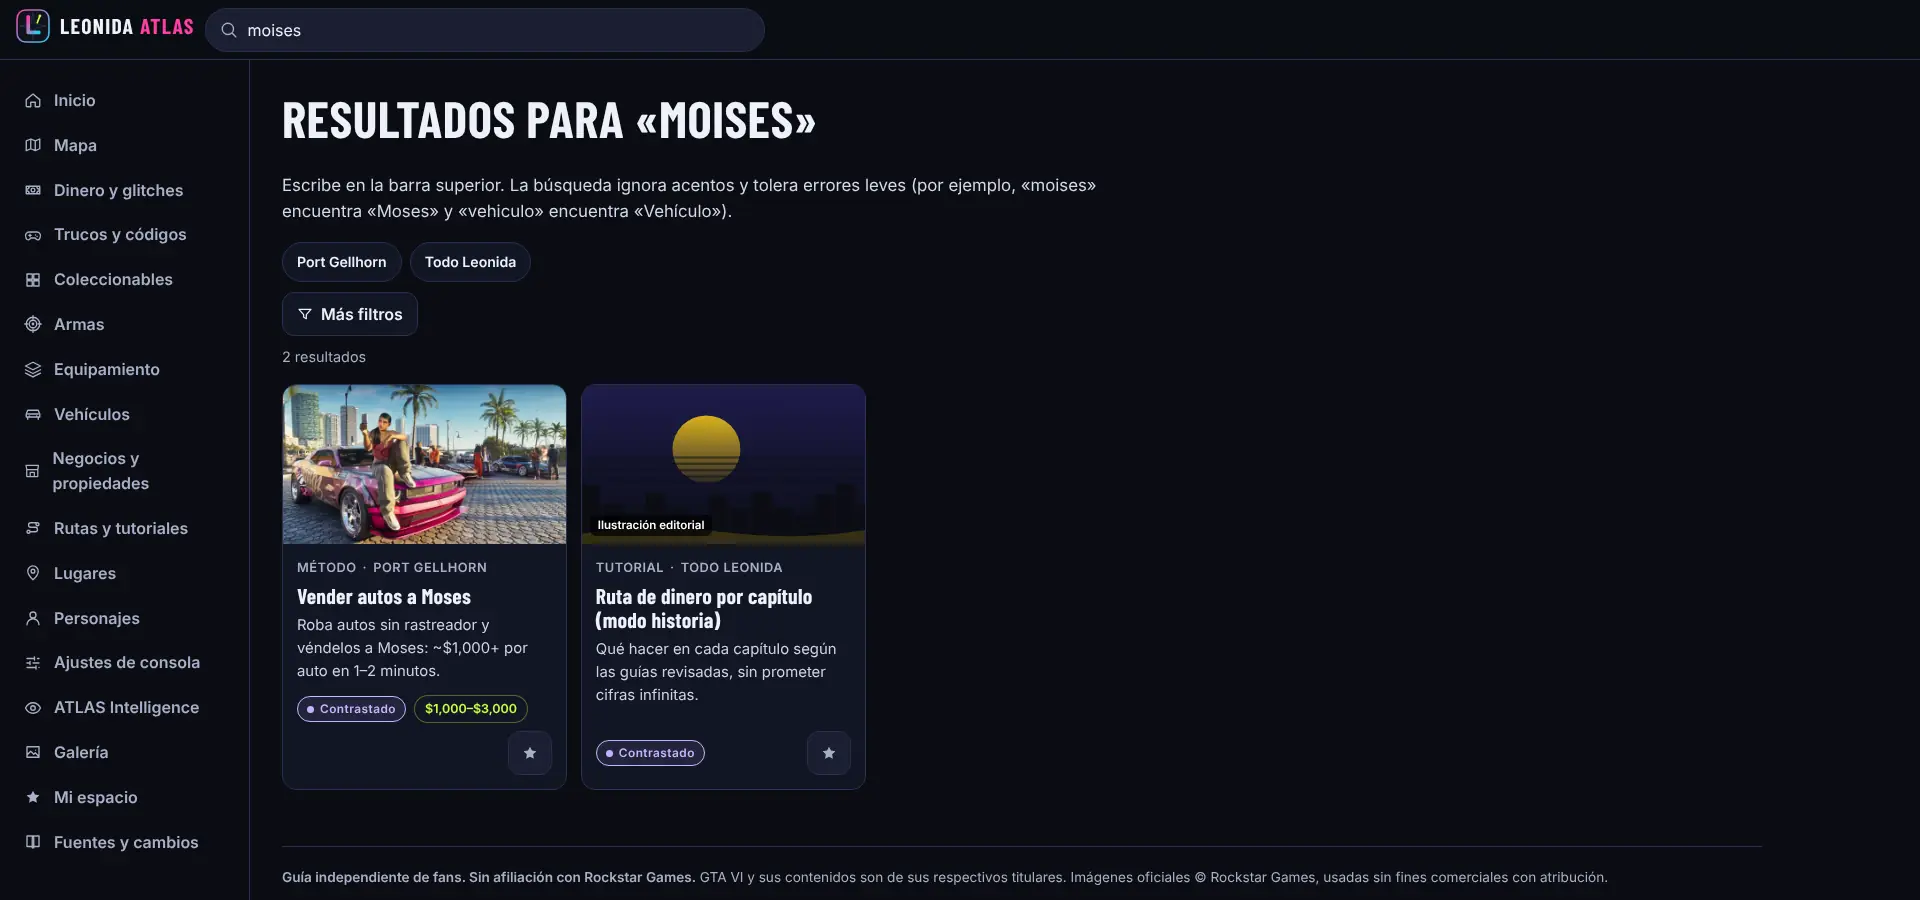 LEONIDA ATLAS
moises
Inicio
Mapa
Dinero y glitches
Trucos y códigos
Coleccionables
Armas
Equipamiento
Vehículos
Negocios y
propiedades
Rutas y tutoriales
Lugares
Personajes
Ajustes de consola
ATLAS Intelligence
Galería
Mi espacio
Fuentes y cambios
RESULTADOS PARA «MOISES»
Escribe en la barra superior. La búsqueda ignora acentos y tolera errores leves (por ejemplo, «moises»
encuentra «Moses» y «vehiculo» encuentra «Vehículo»).
Port Gellhorn
Todo Leonida
Más filtros
2 resultados
MÉTODO · PORT GELLHORN
Vender autos a Moses
Roba autos sin rastreador y
véndelos a Moses: ~$1,000+ por
auto en 1–2 minutos.
Contrastado
$1,000–$3,000
Ilustración editorial
TUTORIAL · TODO LEONIDA
Ruta de dinero por capítulo
(modo historia)
Qué hacer en cada capítulo según
las guías revisadas, sin prometer
cifras infinitas.
Contrastado
Guía independiente de fans. Sin afiliación con Rockstar Games. GTA VI y sus contenidos son de sus respectivos titulares. Imágenes oficiales © Rockstar Games, usadas sin fines comerciales con atribución.